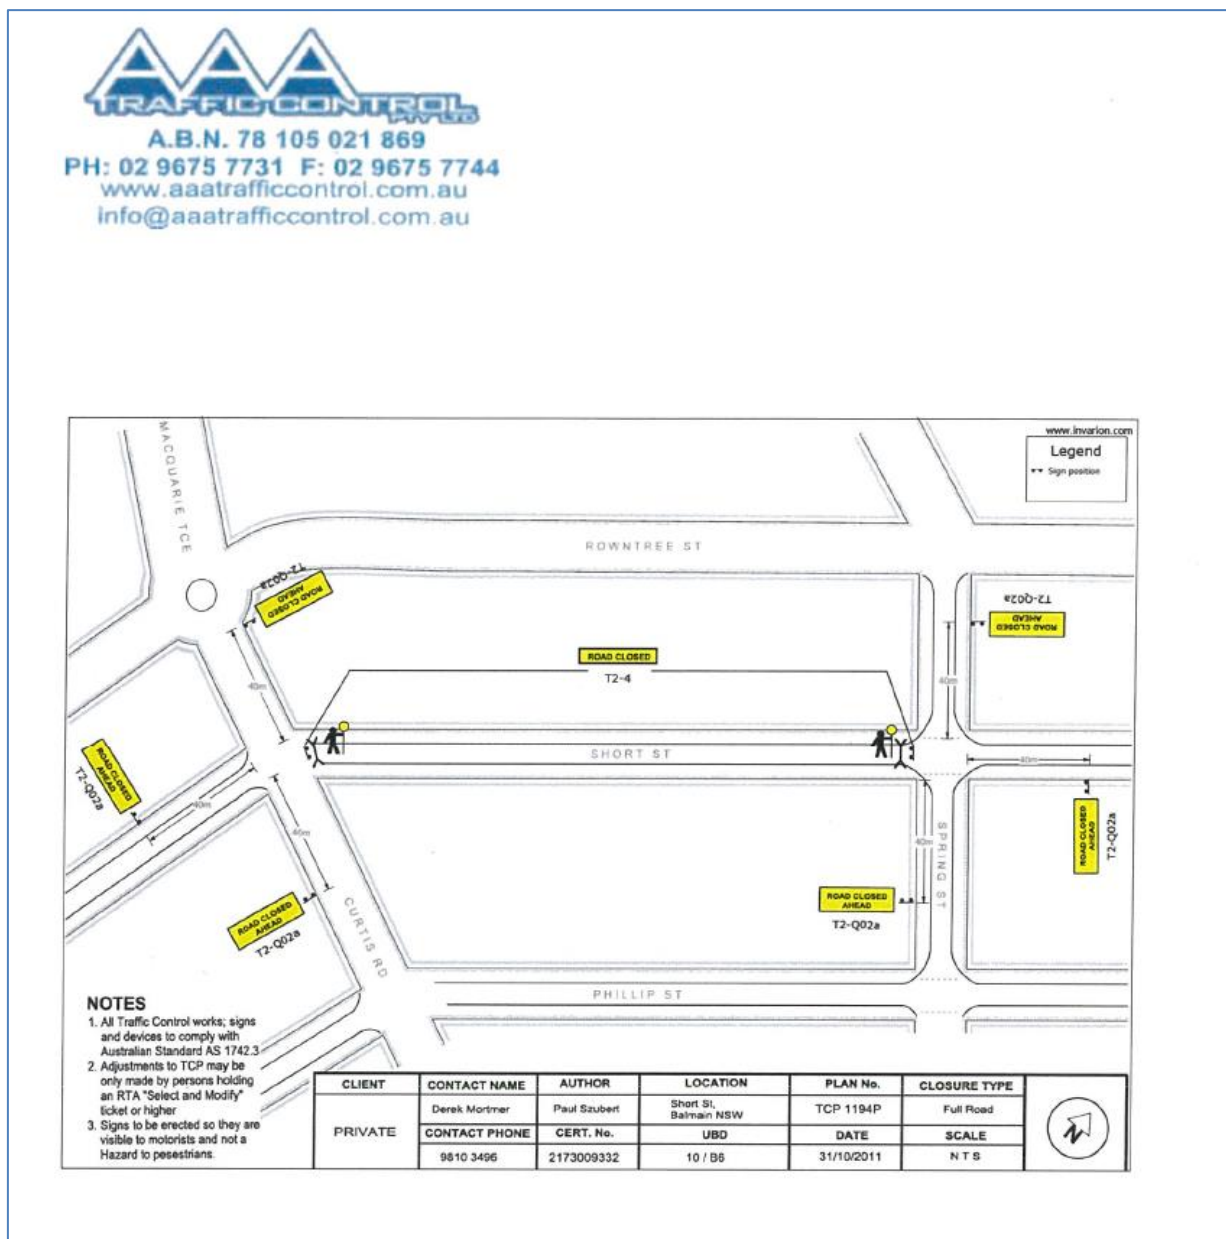 AAA
TRAFFIC CONTROL
PTY LTD
A.B.N. 78 105 021 869
PH: 02 9675 7731 F: 02 9675 7744
www.aaatrafficcontrol.com.au
info@aaatrafficcontrol.com.au
www.invarion.com
Legend
Sign position
MACQUARIE TCE
ROWNTREE ST
T2-Q02a
ROAD CLOSED
AHEAD
T2-Q02a
ROAD CLOSED
AHEAD
ROAD CLOSED
T2-4
40m
40m
SHORT ST
40m
ROAD CLOSED
AHEAD
T2-Q02a
40m
40m
40m
SPRING ST
ROAD CLOSED
AHEAD
T2-Q02a
ROAD CLOSED
AHEAD
T2-Q02a
ROAD CLOSED
AHEAD
T2-Q02a
CURTIS RD
PHILLIP ST
NOTES
1. All Traffic Control works; signs
and devices to comply with
Australian Standard AS 1742.3
2. Adjustments to TCP may be
only made by persons holding
an RTA "Select and Modify"
ticket or higher
3. Signs to be erected so they are
visible to motorists and not a
Hazard to pesestrians.
CLIENT CONTACT NAME AUTHOR LOCATION PLAN No. CLOSURE TYPE
PRIVATE Derek Mortmer Paul Szubert Short St, Balmain NSW TCP 1194P Full Road
CONTACT PHONE CERT. No. UBD DATE SCALE
9810 3496 2173009332 10 / B6 31/10/2011 N T S
N